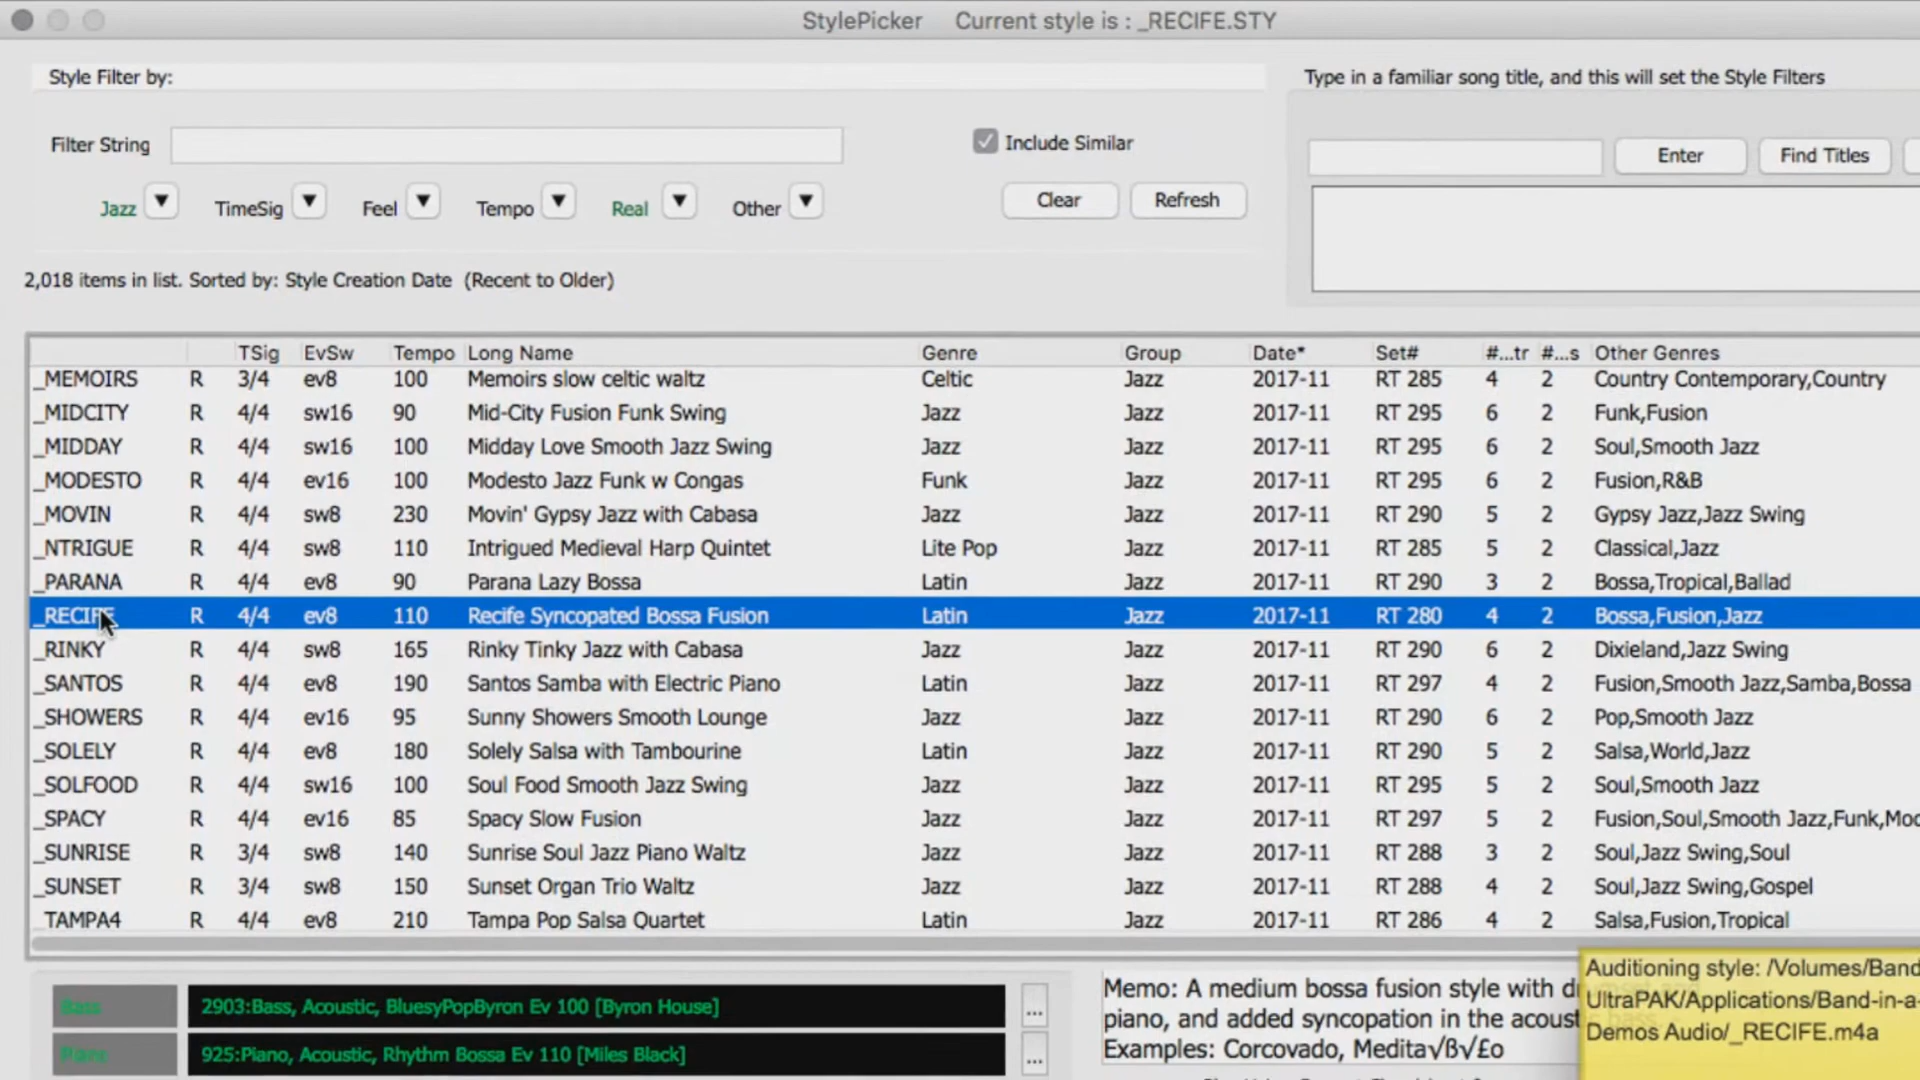 StylePicker Current style is : _RECIFE.STY
Style Filter by:
Type in a familiar song title, and this will set the Style Filters
Filter String
Include Similar
Enter
Find Titles
Jazz ▼ TimeSig ▼ Feel ▼ Tempo ▼ Real ▼ Other ▼
Clear
Refresh
2,018 items in list. Sorted by: Style Creation Date (Recent to Older)
TSig EvSw Tempo Long Name Genre Group Date* Set# #...tr #...s Other Genres
_MEMOIRS R 3/4 ev8 100 Memoirs slow celtic waltz Celtic Jazz 2017-11 RT 285 4 2 Country Contemporary,Country
_MIDCITY R 4/4 sw16 90 Mid-City Fusion Funk Swing Jazz Jazz 2017-11 RT 295 6 2 Funk,Fusion
_MIDDAY R 4/4 sw16 100 Midday Love Smooth Jazz Swing Jazz Jazz 2017-11 RT 295 6 2 Soul,Smooth Jazz
_MODESTO R 4/4 ev16 100 Modesto Jazz Funk w Congas Funk Jazz 2017-11 RT 295 6 2 Fusion,R&B
_MOVIN R 4/4 sw8 230 Movin' Gypsy Jazz with Cabasa Jazz Jazz 2017-11 RT 290 5 2 Gypsy Jazz,Jazz Swing
_NTRIGUE R 4/4 sw8 110 Intrigued Medieval Harp Quintet Lite Pop Jazz 2017-11 RT 285 5 2 Classical,Jazz
_PARANA R 4/4 ev8 90 Parana Lazy Bossa Latin Jazz 2017-11 RT 290 3 2 Bossa,Tropical,Ballad
_RECIFE R 4/4 ev8 110 Recife Syncopated Bossa Fusion Latin Jazz 2017-11 RT 280 4 2 Bossa,Fusion,Jazz
_RINKY R 4/4 sw8 165 Rinky Tinky Jazz with Cabasa Jazz Jazz 2017-11 RT 290 6 2 Dixieland,Jazz Swing
_SANTOS R 4/4 ev8 190 Santos Samba with Electric Piano Latin Jazz 2017-11 RT 297 4 2 Fusion,Smooth Jazz,Samba,Bossa
_SHOWERS R 4/4 ev16 95 Sunny Showers Smooth Lounge Jazz Jazz 2017-11 RT 290 6 2 Pop,Smooth Jazz
_SOLELY R 4/4 ev8 180 Solely Salsa with Tambourine Latin Jazz 2017-11 RT 290 5 2 Salsa,World,Jazz
_SOLFOOD R 4/4 sw16 100 Soul Food Smooth Jazz Swing Jazz Jazz 2017-11 RT 295 5 2 Soul,Smooth Jazz
_SPACY R 4/4 ev16 85 Spacy Slow Fusion Jazz Jazz 2017-11 RT 297 5 2 Fusion,Soul,Smooth Jazz,Funk,Moc
_SUNRISE R 3/4 sw8 140 Sunrise Soul Jazz Piano Waltz Jazz Jazz 2017-11 RT 288 3 2 Soul,Jazz Swing,Soul
_SUNSET R 3/4 sw8 150 Sunset Organ Trio Waltz Jazz Jazz 2017-11 RT 288 4 2 Soul,Jazz Swing,Gospel
_TAMPA4 R 4/4 ev8 210 Tampa Pop Salsa Quartet Latin Jazz 2017-11 RT 286 4 2 Salsa,Fusion,Tropical
Bass 2903:Bass, Acoustic, BluesyPopByron Ev 100 [Byron House] ...
Piano 925:Piano, Acoustic, Rhythm Bossa Ev 110 [Miles Black] ...
Memo: A medium bossa fusion style with
piano, and added syncopation in the
Examples: Corcovado, Medita√ß√£o
Auditioning style: /Volumes/Band
UltraPAK/Applications/Band-in-a-
Demos Audio/_RECIFE.m4a